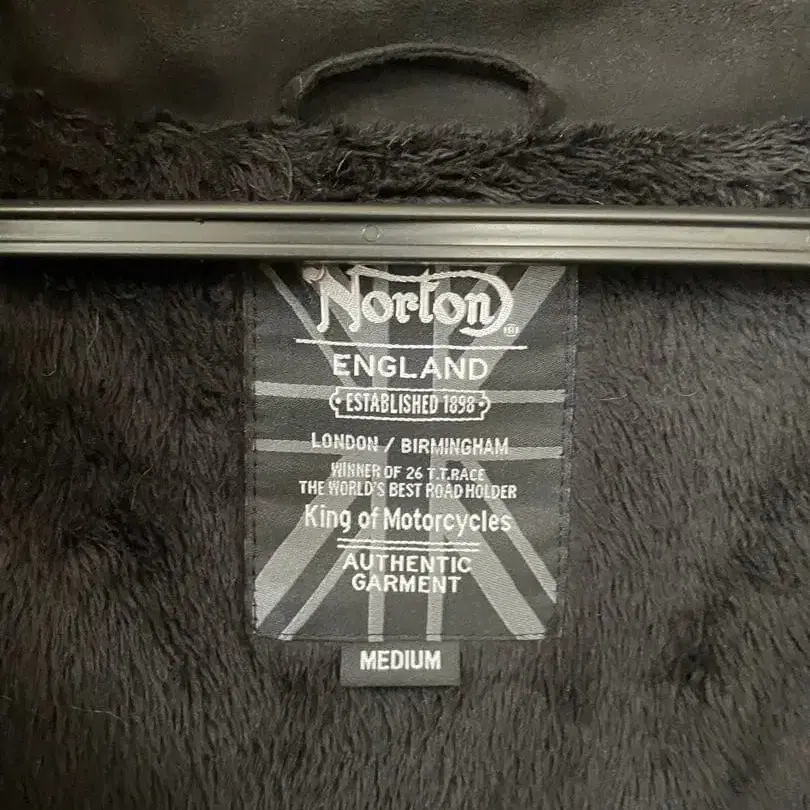 Norton
ENGLAND
ESTABLISHED 1898
LONDON / BIRMINGHAM
WINNER OF 26 T.T.RACE
THE WORLD'S BEST ROAD HOLDER
King of Motorcycles
AUTHENTIC
GARMENT
MEDIUM